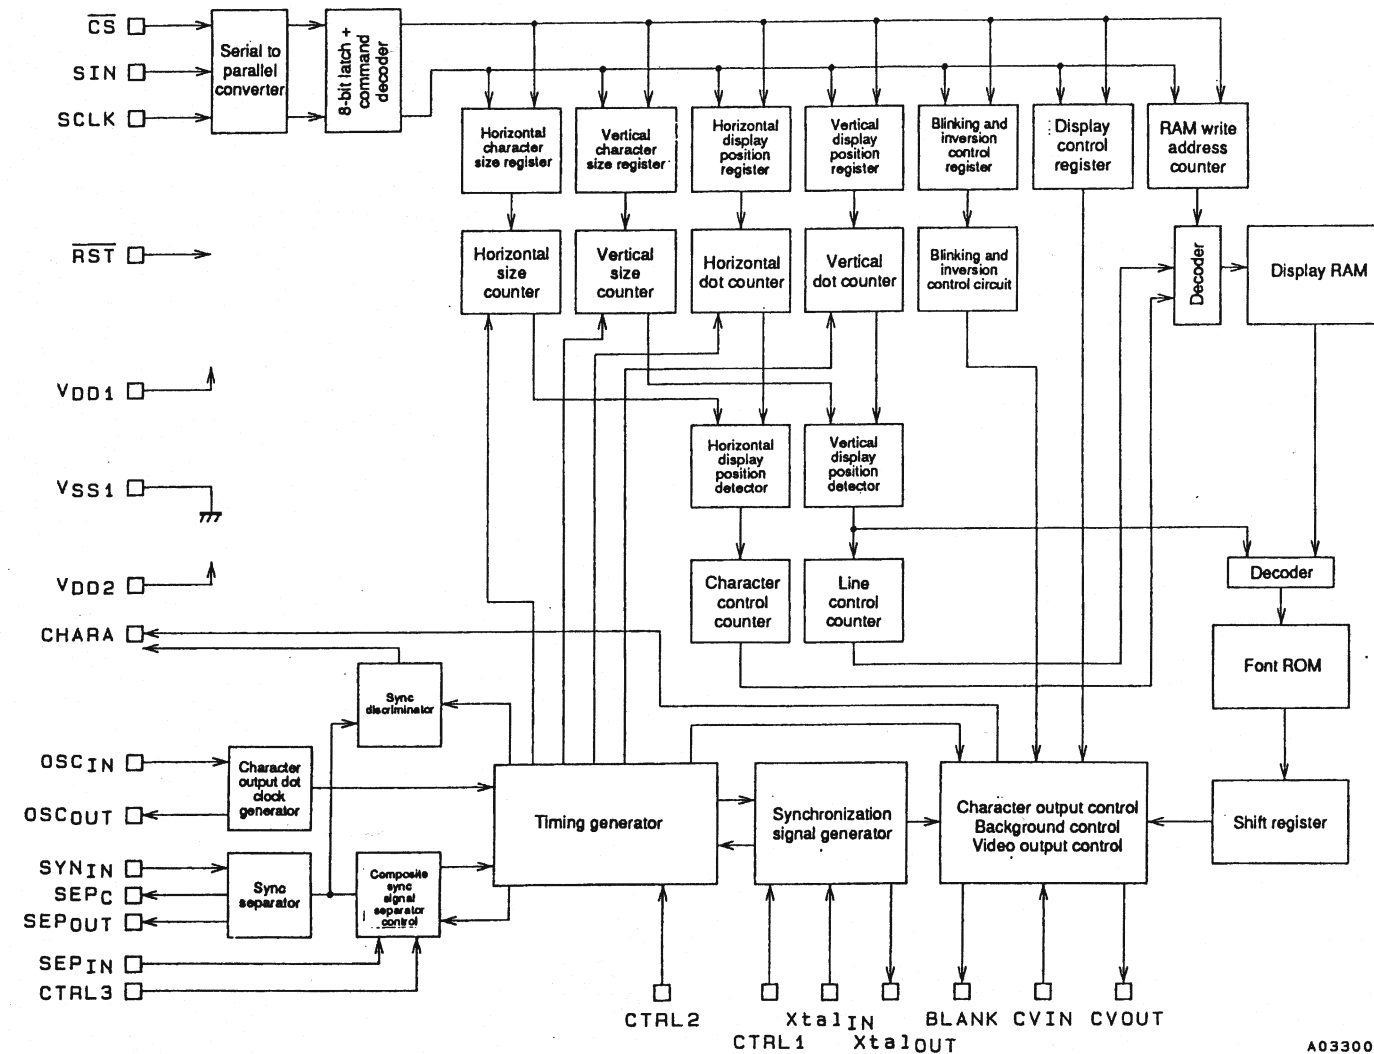 CS
SIN
SCLK
Serial to
parallel
converter
8-bit latch +
command
decoder
Horizontal
character
size register
Vertical
character
size register
Horizontal
display
position
register
Vertical
display
position
register
Blinking and
inversion
control
register
Display
control
register
RAM write
address
counter
RST
Horizontal
size
counter
Vertical
size
counter
Horizontal
dot counter
Vertical
dot counter
Blinking and
inversion
control circuit
Decoder
Display RAM
VDD1
VSS1
VDD2
Horizontal
display
position
detector
Vertical
display
position
detector
Character
control
counter
Line
control
counter
Decoder
Font ROM
CHARA
Sync
discriminator
OSCIN
OSCOUT
Character
output dot
clock
generator
Timing generator
Synchronization
signal generator
Character output control
Background control
Video output control
Shift register
SYNIN
SEPC
SEPOUT
SEPIN
CTRL3
Sync
separator
Composite
sync
signal
separator
control
CTRL2
CTRL1
XtalIN
XtalOUT
BLANK
CVIN
CVOUT
A03300